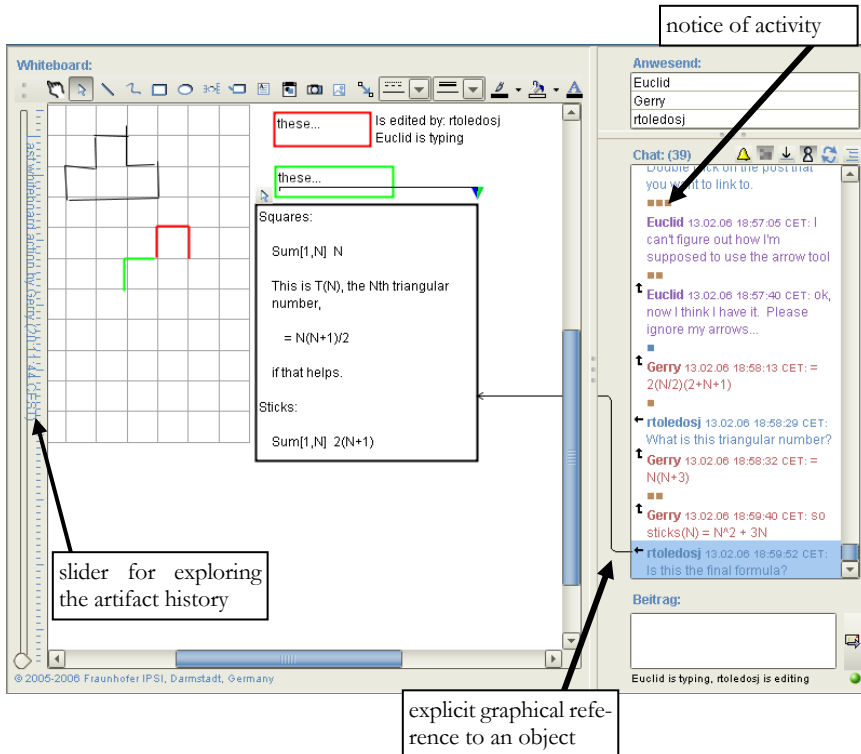 notice of activity
Whiteboard:
Anwesend:
Euclid
Gerry
rtoledosj
these...
Is edited by: rtoledosj
Euclid is typing
these...
Squares:
Sum[1,N] N
This is T(N), the Nth triangular
number,
= N(N+1)/2
if that helps.
Sticks:
Sum[1,N] 2(N+1)
Chat: (39)
Double click on the post that
you want to link to.
Euclid 13.02.06 18:57:05 CET: I
can't figure out how I'm
supposed to use the arrow tool
Euclid 13.02.06 18:57:40 CET: ok,
now I think I have it. Please
ignore my arrows...
Gerry 13.02.06 18:58:13 CET: =
2(N/2)(2+N+1)
rtoledosj 13.02.06 18:58:29 CET:
What is this triangular number?
Gerry 13.02.06 18:58:32 CET: =
N(N+3)
Gerry 13.02.06 18:59:40 CET: so
sticks(N) = N^2 + 3N
rtoledosj 13.02.06 18:59:52 CET:
Is this the final formula?
last whiteboard action by Gerry
slider for exploring
the artifact history
Beitrag:
Euclid is typing, rtoledosj is editing
© 2005-2006 Fraunhofer IPSI, Darmstadt, Germany
explicit graphical refe-
rence to an object